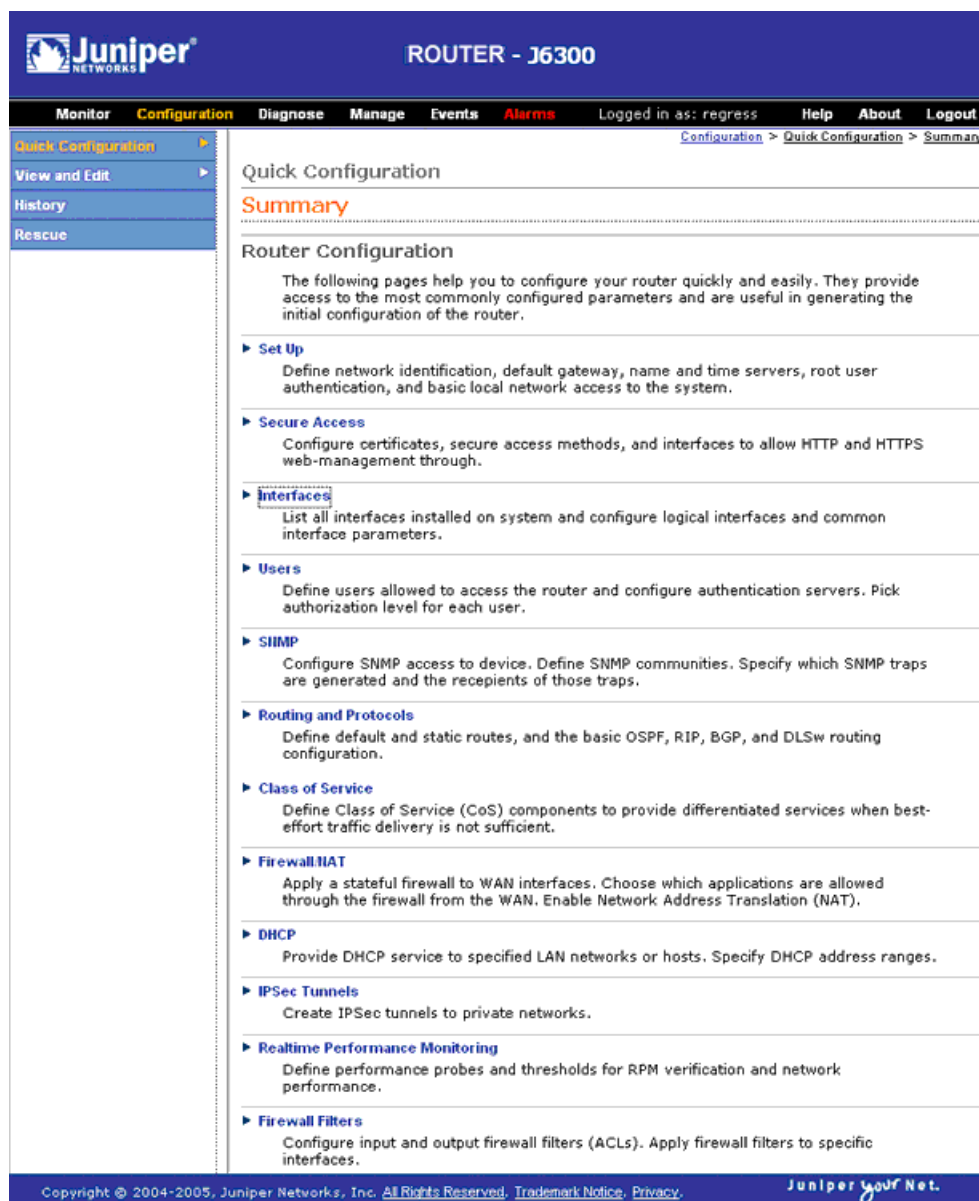 Juniper®
NETWORKS
ROUTER - J6300
Monitor Configuration Diagnose Manage Events Alarms Logged in as: regress Help About Logout
Configuration > Quick Configuration > Summary
Quick Configuration
View and Edit
History
Rescue
Quick Configuration
Summary
Router Configuration
The following pages help you to configure your router quickly and easily. They provide
access to the most commonly configured parameters and are useful in generating the
initial configuration of the router.
Set Up
Define network identification, default gateway, name and time servers, root user
authentication, and basic local network access to the system.
Secure Access
Configure certificates, secure access methods, and interfaces to allow HTTP and HTTPS
web-management through.
Interfaces
List all interfaces installed on system and configure logical interfaces and common
interface parameters.
Users
Define users allowed to access the router and configure authentication servers. Pick
authorization level for each user.
SNMP
Configure SNMP access to device. Define SNMP communities. Specify which SNMP traps
are generated and the recepients of those traps.
Routing and Protocols
Define default and static routes, and the basic OSPF, RIP, BGP, and DLSw routing
configuration.
Class of Service
Define Class of Service (CoS) components to provide differentiated services when best-
effort traffic delivery is not sufficient.
Firewall/NAT
Apply a stateful firewall to WAN interfaces. Choose which applications are allowed
through the firewall from the WAN. Enable Network Address Translation (NAT).
DHCP
Provide DHCP service to specified LAN networks or hosts. Specify DHCP address ranges.
IPSec Tunnels
Create IPSec tunnels to private networks.
Realtime Performance Monitoring
Define performance probes and thresholds for RPM verification and network
performance.
Firewall Filters
Configure input and output firewall filters (ACLs). Apply firewall filters to specific
interfaces.
Copyright © 2004-2005, Juniper Networks, Inc. All Rights Reserved. Trademark Notice. Privacy.
Juniper your Net.